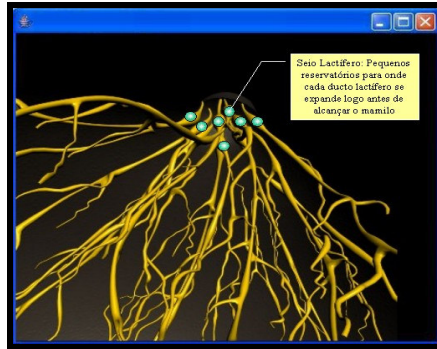 Seio Lactífero: Pequenos
reservatórios para onde
cada ducto lactífero se
expande logo antes de
alcançar o mamilo